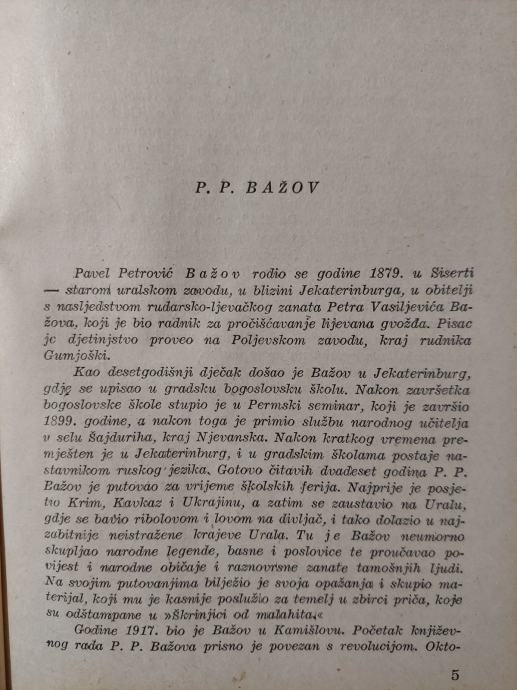 P. P. BAŽOV
Pavel Petrović Bažov rodio se godine 1879. u Siserti
— starom uralskom zavodu, u blizini Jekaterinburga, u obitelji
s nasljedstvom rudarsko-ljevačkog zanata Petra Vasiljevića Ba-
žova, koji je bio radnik za pročišćavanje lijevana gvožđa. Pisac
je djetinjstvo proveo na Poljevskom zavodu, kraj rudnika
Gumjoški.
Kao desetgodišnji dječak došao je Bažov u Jekaterinburg,
gdje se upisao u gradsku bogoslovsku školu. Nakon završetka
bogoslovske škole stupio je u Permski seminar, koji je završio
1899. godine, a nakon toga je primio službu narodnog učitelja
u selu Šajduriha, kraj Njevanska. Nakon kratkog vremena pre-
mješten je u Jekaterinburg, i u gradskim školama postaje na-
stavnikom ruskog jezika. Gotovo čitavih dvadeset godina P. P.
Bažov je putovao za vrijeme školskih ferija. Najprije je posje-
tio Krim, Kavkaz i Ukrajinu, a zatim se zaustavio na Uralu,
gdje se bavio ribolovom i lovom na divljač, i tako dolazio u naj-
zabitnije neistražene krajeve Urala. Tu je Bažov neumorno
skupljao narodne legende, basne i poslovice te proučavao po-
vijest i narodne običaje i raznovrsne zanate tamošnjih ljudi.
Na svojim putovanjima bilježio je svoja opažanja i skupio ma-
terijal, koji mu je kasnije poslužio za temelj u zbirci priča, koje
su odštampane u »Škrinjici od malahita.«
Godine 1917. bio je Bažov u Kamišlovu. Početak književ-
nog rada P. P. Bažova prisno je povezan s revolucijom. Okto-
5